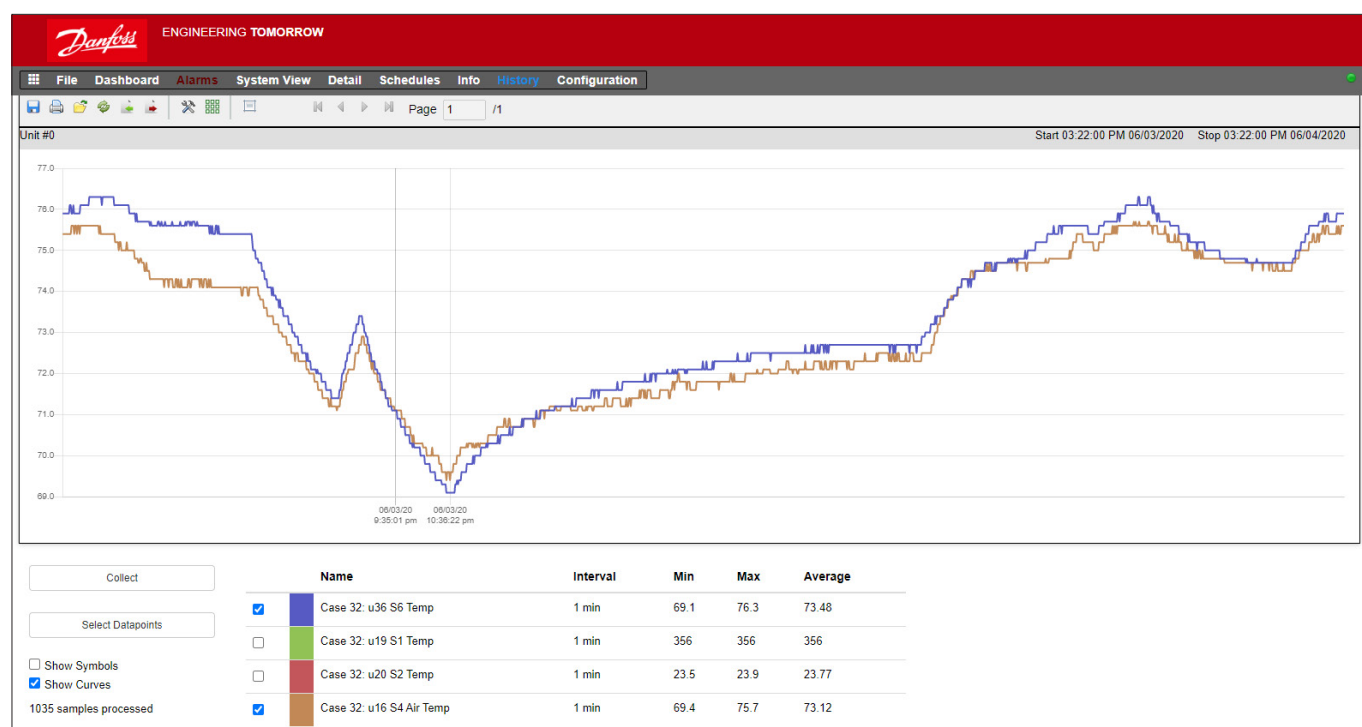 Danfoss ENGINEERING TOMORROW
File Dashboard Alarms System View Detail Schedules Info History Configuration
Page 1 /1
Unit #0 Start 03:22:00 PM 06/03/2020 Stop 03:22:00 PM 06/04/2020
77.0
76.0
75.0
74.0
73.0
72.0
71.0
70.0
69.0
06/03/20 06/03/20
9:35:01 pm 10:36:22 pm
Collect
Select Datapoints
Show Symbols
Show Curves
1035 samples processed
Name Interval Min Max Average
Case 32: u36 S6 Temp 1 min 69.1 76.3 73.48
Case 32: u19 S1 Temp 1 min 356 356 356
Case 32: u20 S2 Temp 1 min 23.5 23.9 23.77
Case 32: u16 S4 Air Temp 1 min 69.4 75.7 73.12